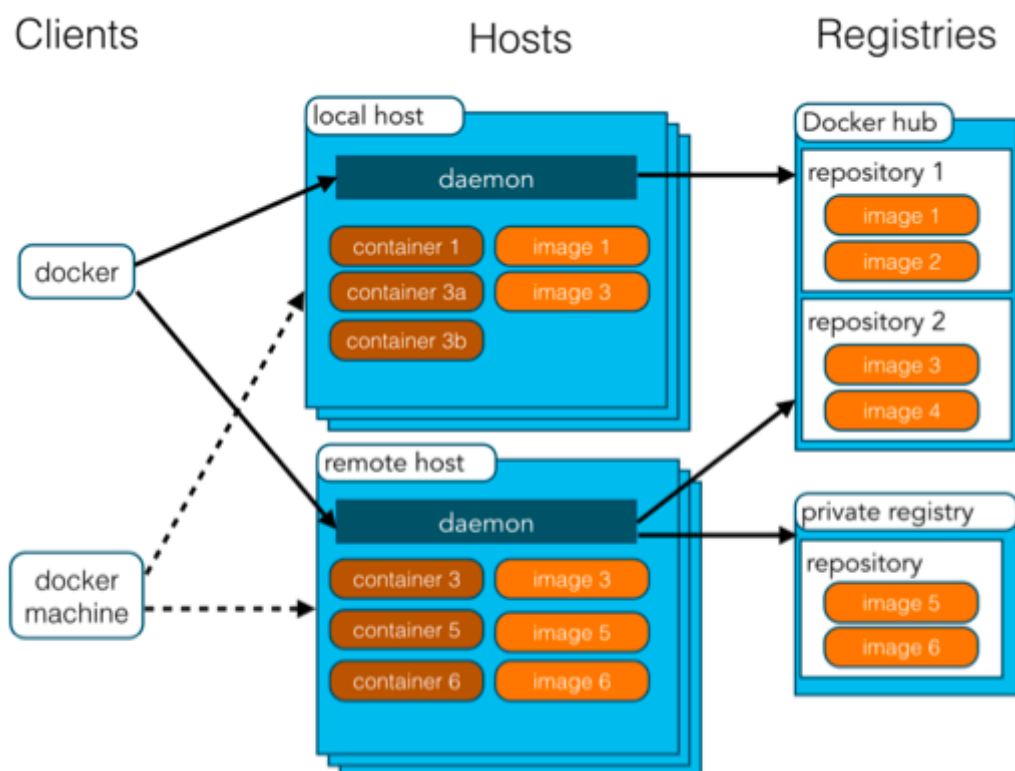 Clients
Hosts
Registries
local host
daemon
container 1
image 1
container 3a
image 3
container 3b
docker
docker
machine
remote host
daemon
container 3
image 3
container 5
image 5
container 6
image 6
Docker hub
repository 1
image 1
image 2
repository 2
image 3
image 4
private registry
repository
image 5
image 6